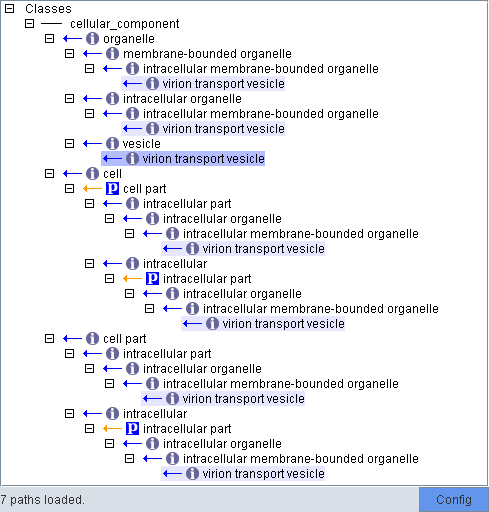 Classes
cellular_component
organelle
membrane-bounded organelle
intracellular membrane-bounded organelle
virion transport vesicle
intracellular organelle
intracellular membrane-bounded organelle
virion transport vesicle
vesicle
virion transport vesicle
cell
p cell part
intracellular part
intracellular organelle
intracellular membrane-bounded organelle
virion transport vesicle
intracellular
p intracellular part
intracellular organelle
intracellular membrane-bounded organelle
virion transport vesicle
cell part
intracellular part
intracellular organelle
intracellular membrane-bounded organelle
virion transport vesicle
intracellular
p intracellular part
intracellular organelle
intracellular membrane-bounded organelle
virion transport vesicle
7 paths loaded. Config